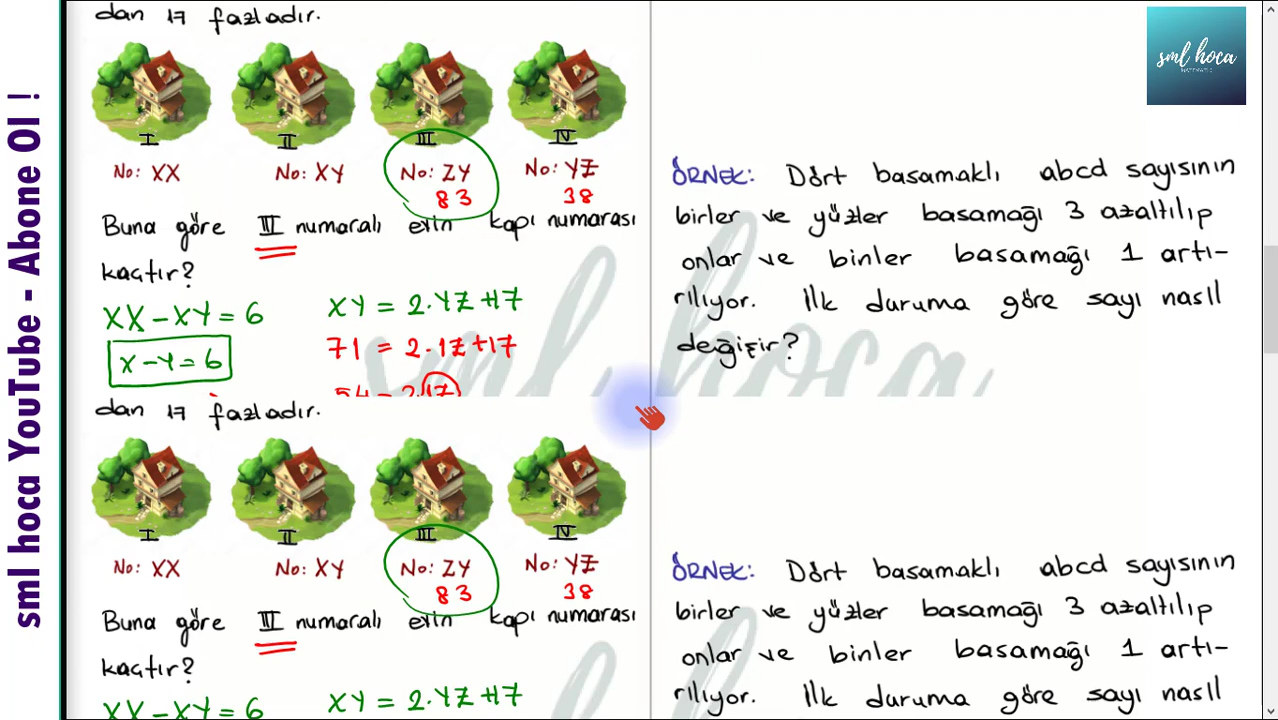 sml hoca YouTube - Abone Ol !
dan 17 fazladır.
I II III IV
No: XX No: XY No: ZY No: YZ
83 38
Buna göre III numaralı evin kapı numarası
kaçtır?
XX - XY = 6 XY = 2.YZ + 17
X - Y = 6 71 = 2.1Z + 17
54 = 2.17
dan 17 fazladır.
I II III IV
No: XX No: XY No: ZY No: YZ
83 38
Buna göre III numaralı evin kapı numarası
kaçtır?
XX - XY = 6 XY = 2.YZ + 17
sml hoca
MATEMATİK
ÖRNEK: Dört basamaklı abcd sayısının
birler ve yüzler basamağı 3 azaltılıp
onlar ve binler basamağı 1 artı-
rılıyor. İlk duruma göre sayı nasıl
değişir?
sml hoca
ÖRNEK: Dört basamaklı abcd sayısının
birler ve yüzler basamağı 3 azaltılıp
onlar ve binler basamağı 1 artı-
rılıyor. İlk duruma göre sayı nasıl